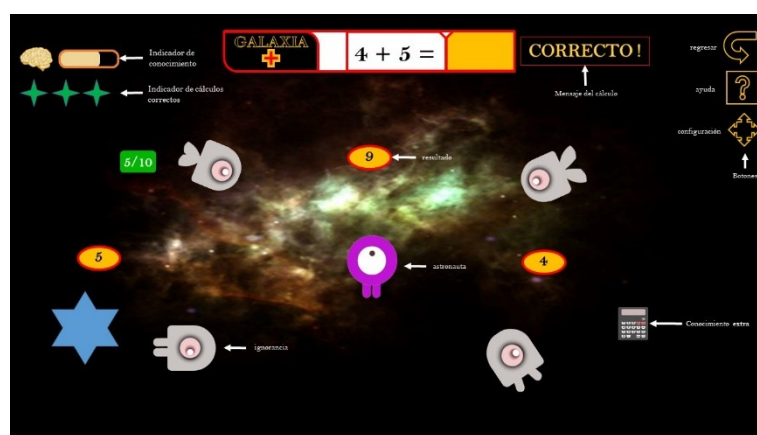 Indicador de
conocimiento
Indicador de cálculos
correctos
GALAXIA
4 + 5 =
CORRECTO !
Mensaje del cálculo
regresar
ayuda
?
configuración
Botones
5/10
9
resultado
5
astronauta
4
ignorancia
Conocimiento extra